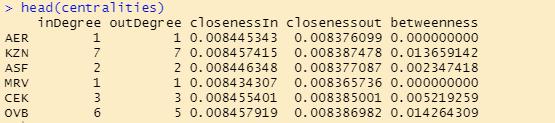 > head(centralities)
inDegree outDegree closenessIn closenessout betweenness
AER 1 1 0.008445343 0.008376099 0.000000000
KZN 7 7 0.008457415 0.008387478 0.013659142
ASF 2 2 0.008446348 0.008377087 0.002347418
MRV 1 1 0.008434307 0.008365736 0.000000000
CEK 3 3 0.008455401 0.008385001 0.005219259
OVB 6 5 0.008457919 0.008386982 0.014264309